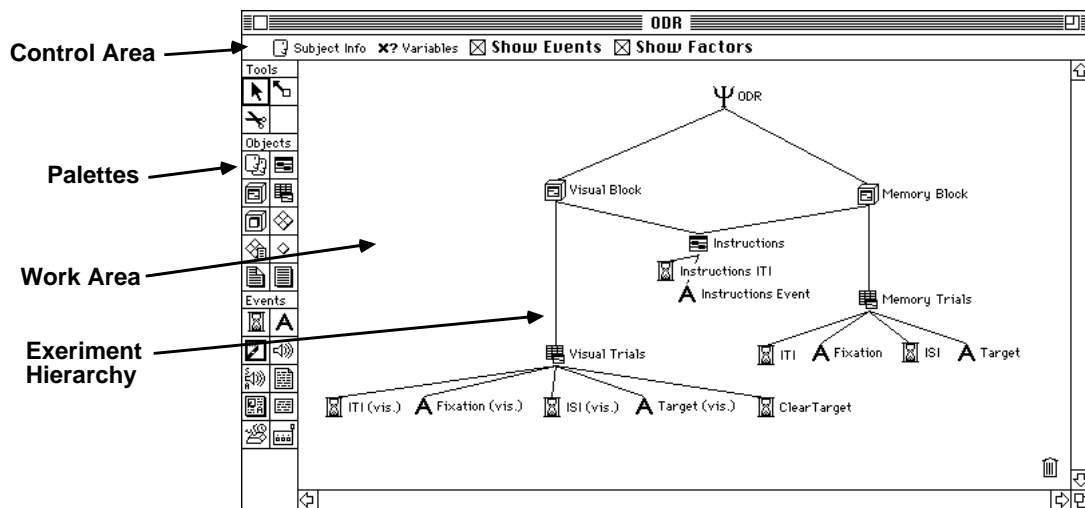 ODR
Control Area
Subject Info x? Variables Show Events Show Factors
Tools
ODR
Objects
Palettes
Visual Block
Memory Block
Instructions
Work Area
Instructions ITI
Instructions Event
Events
Memory Trials
Exeriment
Hierarchy
Visual Trials
ITI
A Fixation
ISI
A Target
ITI (vis.)
A Fixation (vis.)
ISI (vis.)
A Target (vis.)
ClearTarget